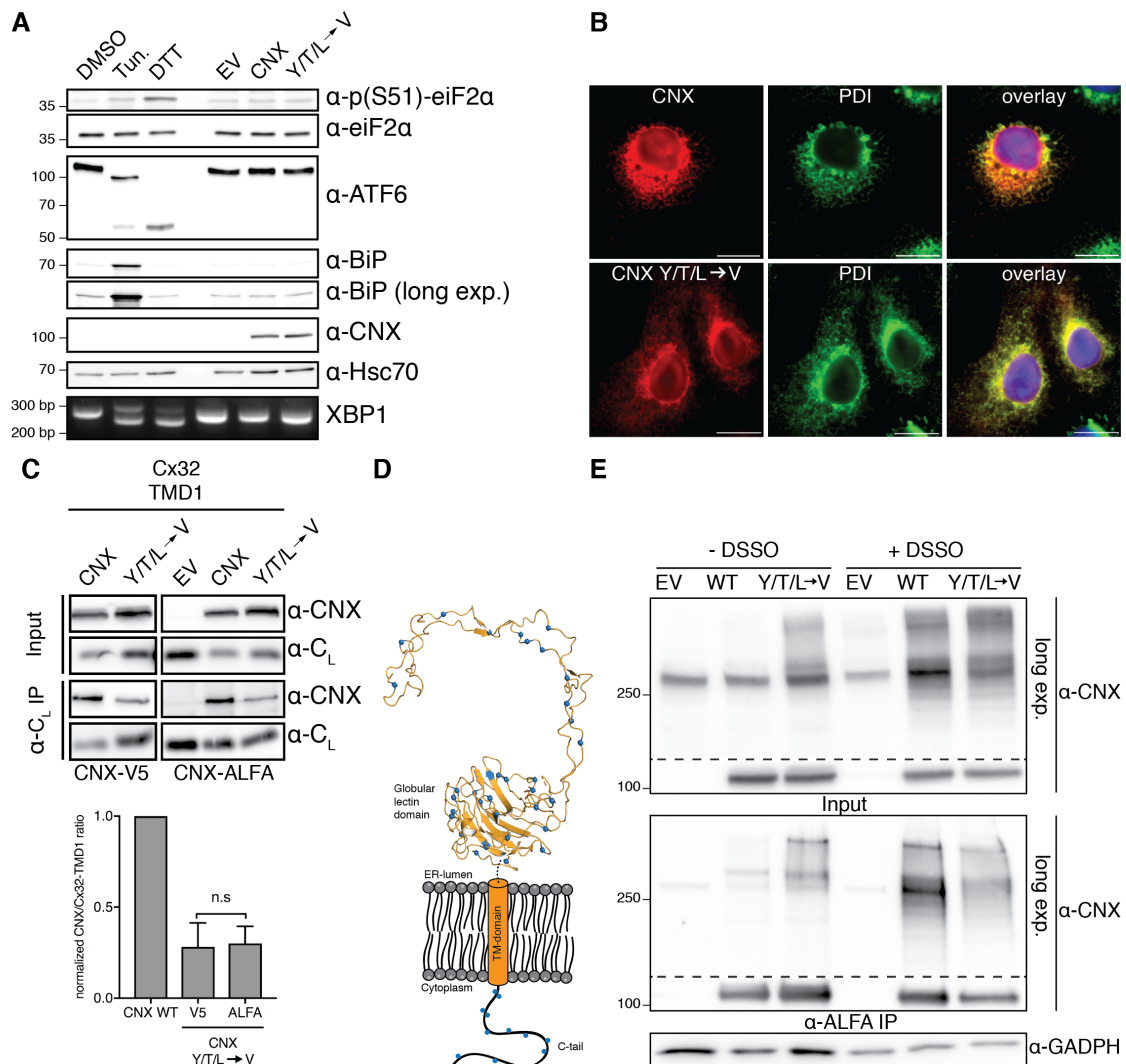 A
DMSO Tun. DTT EV CNX Y/T/L→V
35 α-p(S51)-eiF2α
35 α-eiF2α
100
70 α-ATF6
50
70 α-BiP
α-BiP (long exp.)
100 α-CNX
70 α-Hsc70
300 bp
200 bp XBP1
B
CNX PDI overlay
CNX Y/T/L→V PDI overlay
C
Cx32
TMD1
CNX Y/T/L→V EV CNX Y/T/L→V
Input
α-CNX
α-CL
α-CL IP
α-CNX
α-CL
CNX-V5 CNX-ALFA
normalized CNX/Cx32-TMD1 ratio
1.0
0.5
0.0
n.s
CNX WT V5 ALFA
CNX
Y/T/L→V
D
Globular
lectin
domain
ER-lumen
TM-domain
Cytoplasm
C-tail
E
- DSSO + DSSO
EV WT Y/T/L→V EV WT Y/T/L→V
250
100
long exp.
α-CNX
Input
250
100
long exp.
α-CNX
α-ALFA IP
α-GADPH